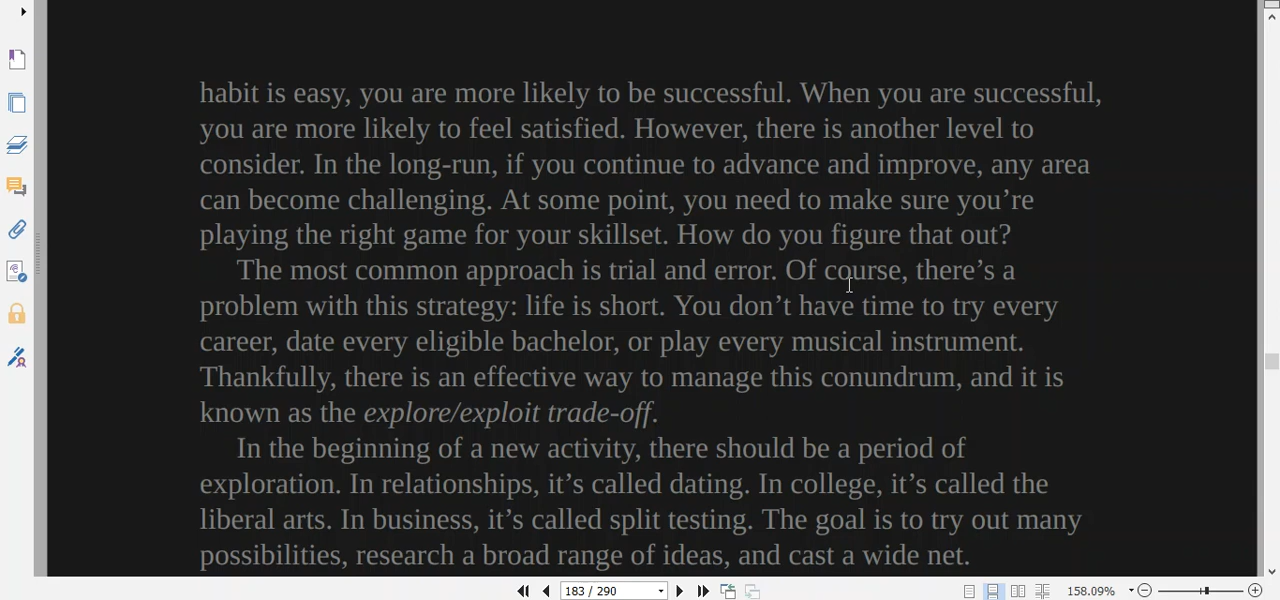 habit is easy, you are more likely to be successful. When you are successful,
you are more likely to feel satisfied. However, there is another level to
consider. In the long-run, if you continue to advance and improve, any area
can become challenging. At some point, you need to make sure you’re
playing the right game for your skillset. How do you figure that out?
The most common approach is trial and error. Of course, there’s a
problem with this strategy: life is short. You don’t have time to try every
career, date every eligible bachelor, or play every musical instrument.
Thankfully, there is an effective way to manage this conundrum, and it is
known as the explore/exploit trade-off.
In the beginning of a new activity, there should be a period of
exploration. In relationships, it’s called dating. In college, it’s called the
liberal arts. In business, it’s called split testing. The goal is to try out many
possibilities, research a broad range of ideas, and cast a wide net.
183 / 290
158.09%